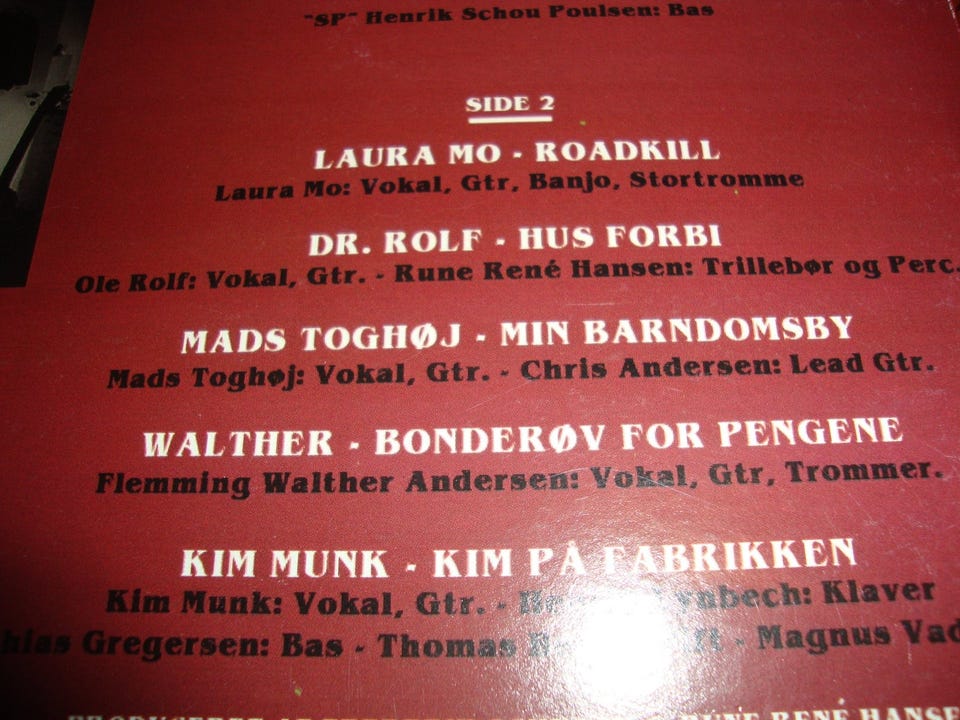 "SP" Henrik Schou Poulsen: Bas
SIDE 2
LAURA MO - ROADKILL
Laura Mo: Vokal, Gtr, Banjo, Stortromme
DR. ROLF - HUS FORBI
Ole Rolf: Vokal, Gtr. - Rune René Hansen: Trillebør og Perc.
MADS TOGHØJ - MIN BARNDOMSBY
Mads Toghøj: Vokal, Gtr. - Chris Andersen: Lead Gtr.
WALTHER - BONDERØV FOR PENGENE
Flemming Walther Andersen: Vokal, Gtr, Trommer.
KIM MUNK - KIM PÅ FABRIKKEN
Kim Munk: Vokal, Gtr. - Klaver
Gregersen: Bas - Thomas - Magnus
RUNE RENÉ